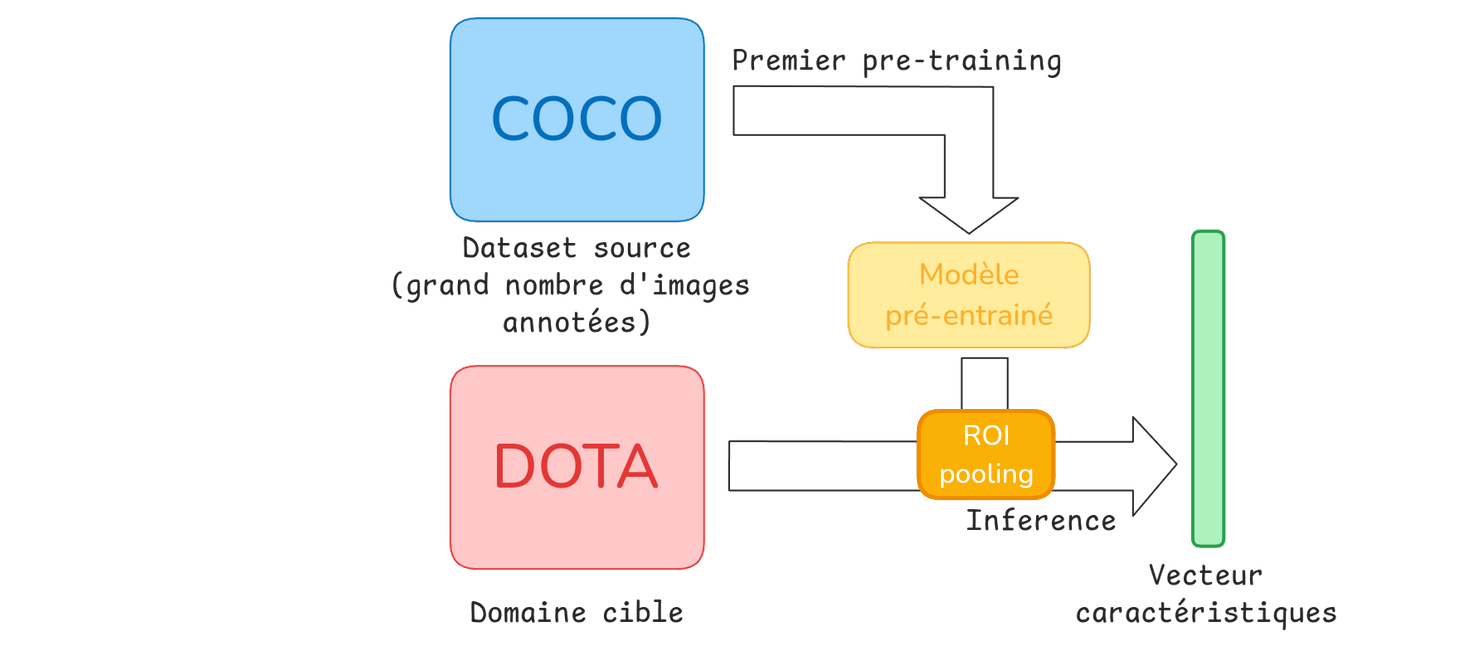 COCO
Premier pre-training
Dataset source
(grand nombre d'images
annotées)
Modèle
pré-entrainé
DOTA
ROI
pooling
Inference
Domaine cible
Vecteur
caractéristiques